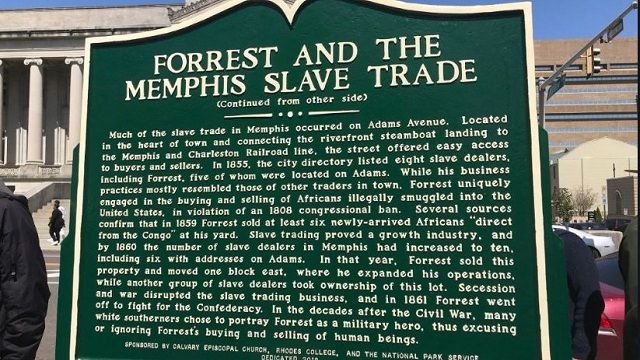 FORREST AND THE
MEMPHIS SLAVE TRADE
(Continued from other side)
Much of the slave trade in Memphis occurred on Adams Avenue. Located
in the heart of town and connecting the riverfront steamboat landing to
the Memphis and Charleston Railroad line, the street offered easy access
to buyers and sellers. In 1855, the city directory listed eight slave dealers,
including Forrest, five of whom were located on Adams. While his business
practices mostly resembled those of other traders in town, Forrest uniquely
engaged in the buying and selling of Africans illegally smuggled into the
United States, in violation of an 1808 congressional ban. Several sources
confirm that in 1859 Forrest sold at least six newly-arrived Africans "direct
from the Congo" at his yard. Slave trading proved a growth industry, and
by 1860 the number of slave dealers in Memphis had increased to ten,
including six with addresses on Adams. In that year, Forrest sold this
property and moved one block east, where he expanded his operations,
while another group of slave dealers took ownership of this lot. Secession
and war disrupted the slave trading business, and in 1861 Forrest went
off to fight for the Confederacy. In the decades after the Civil War, many
white southerners chose to portray Forrest as a military hero, thus excusing
or ignoring Forrest's buying and selling of human beings.
SPONSORED BY CALVARY EPISCOPAL CHURCH, RHODES COLLEGE, AND THE NATIONAL PARK SERVICE
DEDICATED 2018